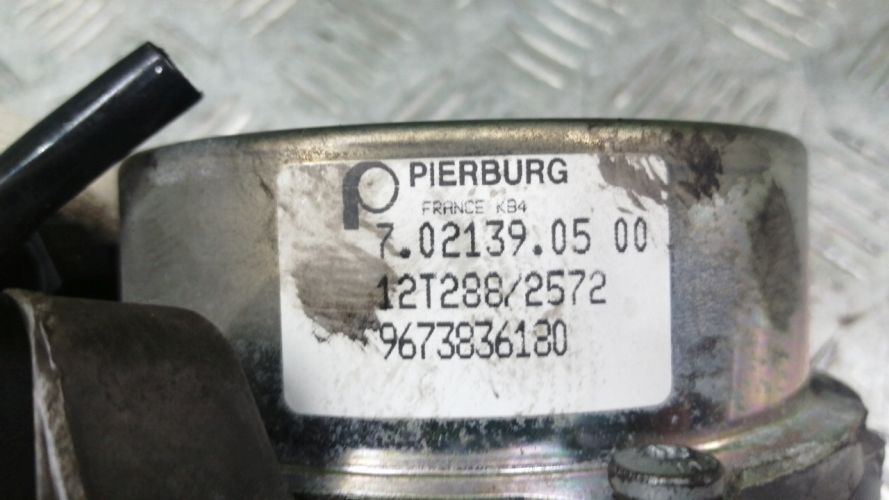 PIERBURG
FRANCE KB4
7.02139.05 00
12T288/2572
9673836180